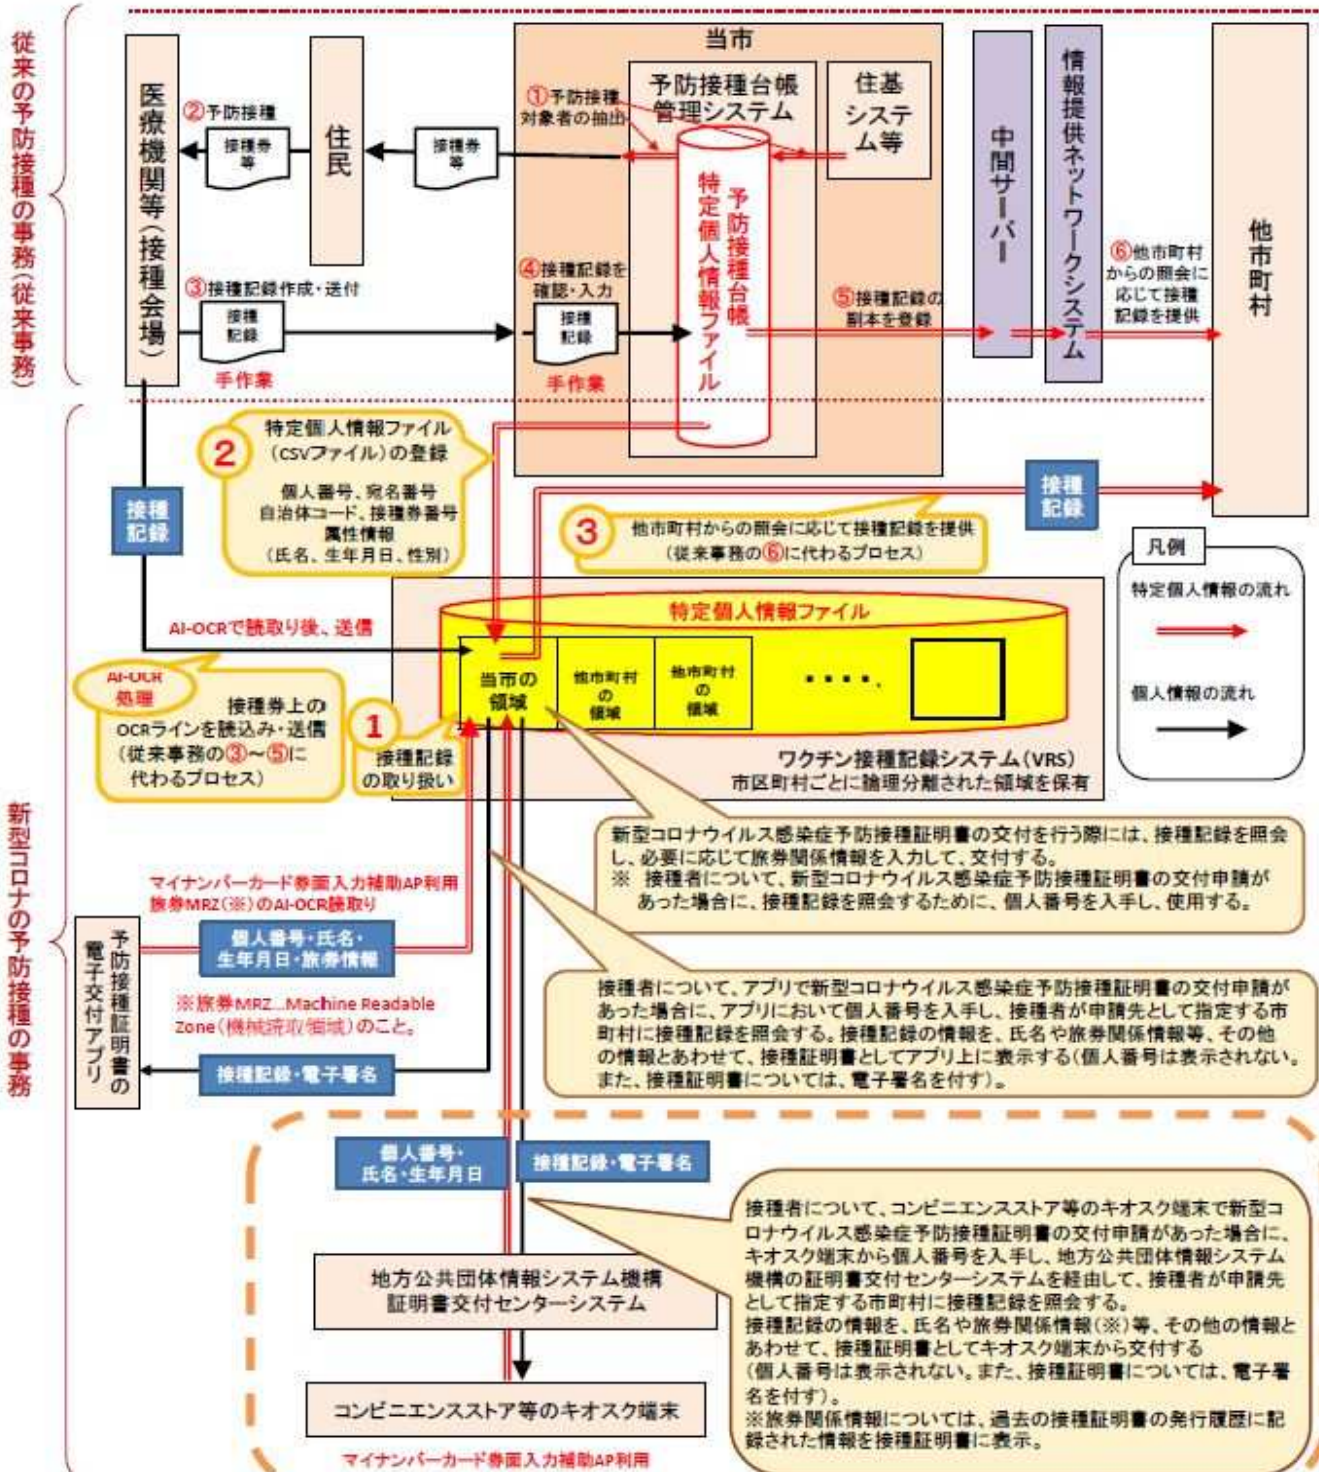 従来の予防接種の事務(従来事務)
医療機関等(接種会場)
②予防接種
接種券
等
住民
接種券
等
当市
予防接種台帳
管理システム
住基
システ
ム等
①予防接種
対象者の抽出
予防接種台帳
特定個人情報ファイル
中間サーバー
情報提供ネットワークシステム
他市町村
③接種記録作成・送付
接種
記録
手作業
④接種記録を
確認・入力
接種
記録
手作業
⑤接種記録の
副本を登録
⑥他市町村
からの照会に
応じて接種
記録を提供
新型コロナの予防接種の事務
接種
記録
2
特定個人情報ファイル
(CSVファイル)の登録
個人番号、宛名番号
自治体コード、接種券番号
属性情報
(氏名、生年月日、性別)
3
他市町村からの照会に応じて接種記録を提供
(従来事務の⑥に代わるプロセス)
接種
記録
凡例
特定個人情報の流れ
個人情報の流れ
AI-OCRで読取り後、送信
AI-OCR
処理
接種券上の
OCRラインを読込み・送信
(従来事務の③～⑤に
代わるプロセス)
1
接種記録
の取り扱い
特定個人情報ファイル
当市の
領域
他市町村
の
領域
他市町村
の
領域
・・・・.
ワクチン接種記録システム(VRS)
市区町村ごとに論理分離された領域を保有
新型コロナウイルス感染症予防接種証明書の交付を行う際には、接種記録を照会
し、必要に応じて旅券関係情報を入力して、交付する。
※ 接種者について、新型コロナウイルス感染症予防接種証明書の交付申請が
あった場合に、接種記録を照会するために、個人番号を入手し、使用する。
マイナンバーカード券面入力補助AP利用
旅券MRZ(※)のAI-OCR読取り
予防接種証明書の
電子交付アプリ
個人番号・氏名・
生年月日・旅券情報
※旅券MRZ…Machine Readable
Zone(機械読取領域)のこと。
接種記録・電子署名
接種者について、アプリで新型コロナウイルス感染症予防接種証明書の交付申請が
あった場合に、アプリにおいて個人番号を入手し、接種者が申請先として指定する市
町村に接種記録を照会する。接種記録の情報を、氏名や旅券関係情報等、その他
の情報とあわせて、接種証明書としてアプリ上に表示する(個人番号は表示されない。
また、接種証明書については、電子署名を付す)。
個人番号・
氏名・生年月日
接種記録・電子署名
地方公共団体情報システム機構
証明書交付センターシステム
コンビニエンスストア等のキオスク端末
マイナンバーカード券面入力補助AP利用
接種者について、コンビニエンスストア等のキオスク端末で新型コ
ロナウイルス感染症予防接種証明書の交付申請があった場合に、
キオスク端末から個人番号を入手し、地方公共団体情報システム
機構の証明書交付センターシステムを経由して、接種者が申請先
として指定する市町村に接種記録を照会する。
接種記録の情報を、氏名や旅券関係情報(※)等、その他の情報と
あわせて、接種証明書としてキオスク端末から交付する
(個人番号は表示されない。また、接種証明書については、電子署
名を付す)。
※旅券関係情報については、過去の接種証明書の発行履歴に記
録された情報を接種証明書に表示。